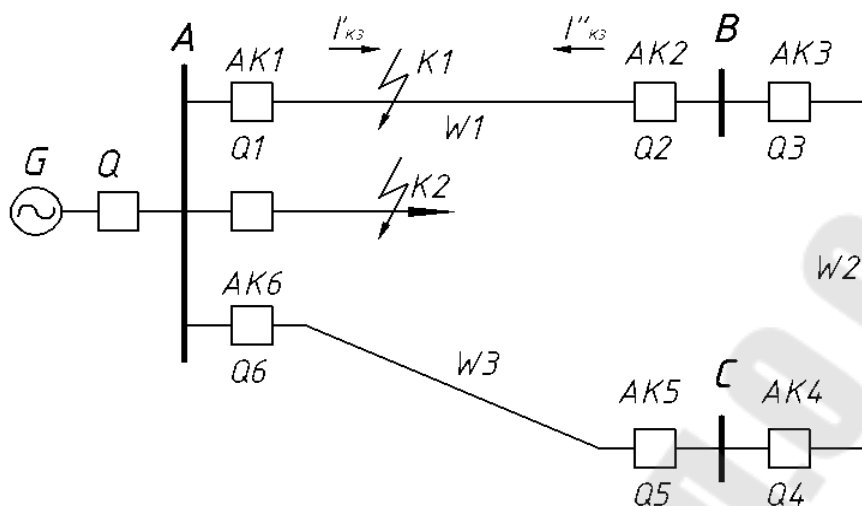 A I'кз I''кз B
AK1 K1 AK2 AK3
W1
Q1 Q2 Q3
G Q K2
W2
AK6
Q6 W3
AK5 C AK4
Q5 Q4